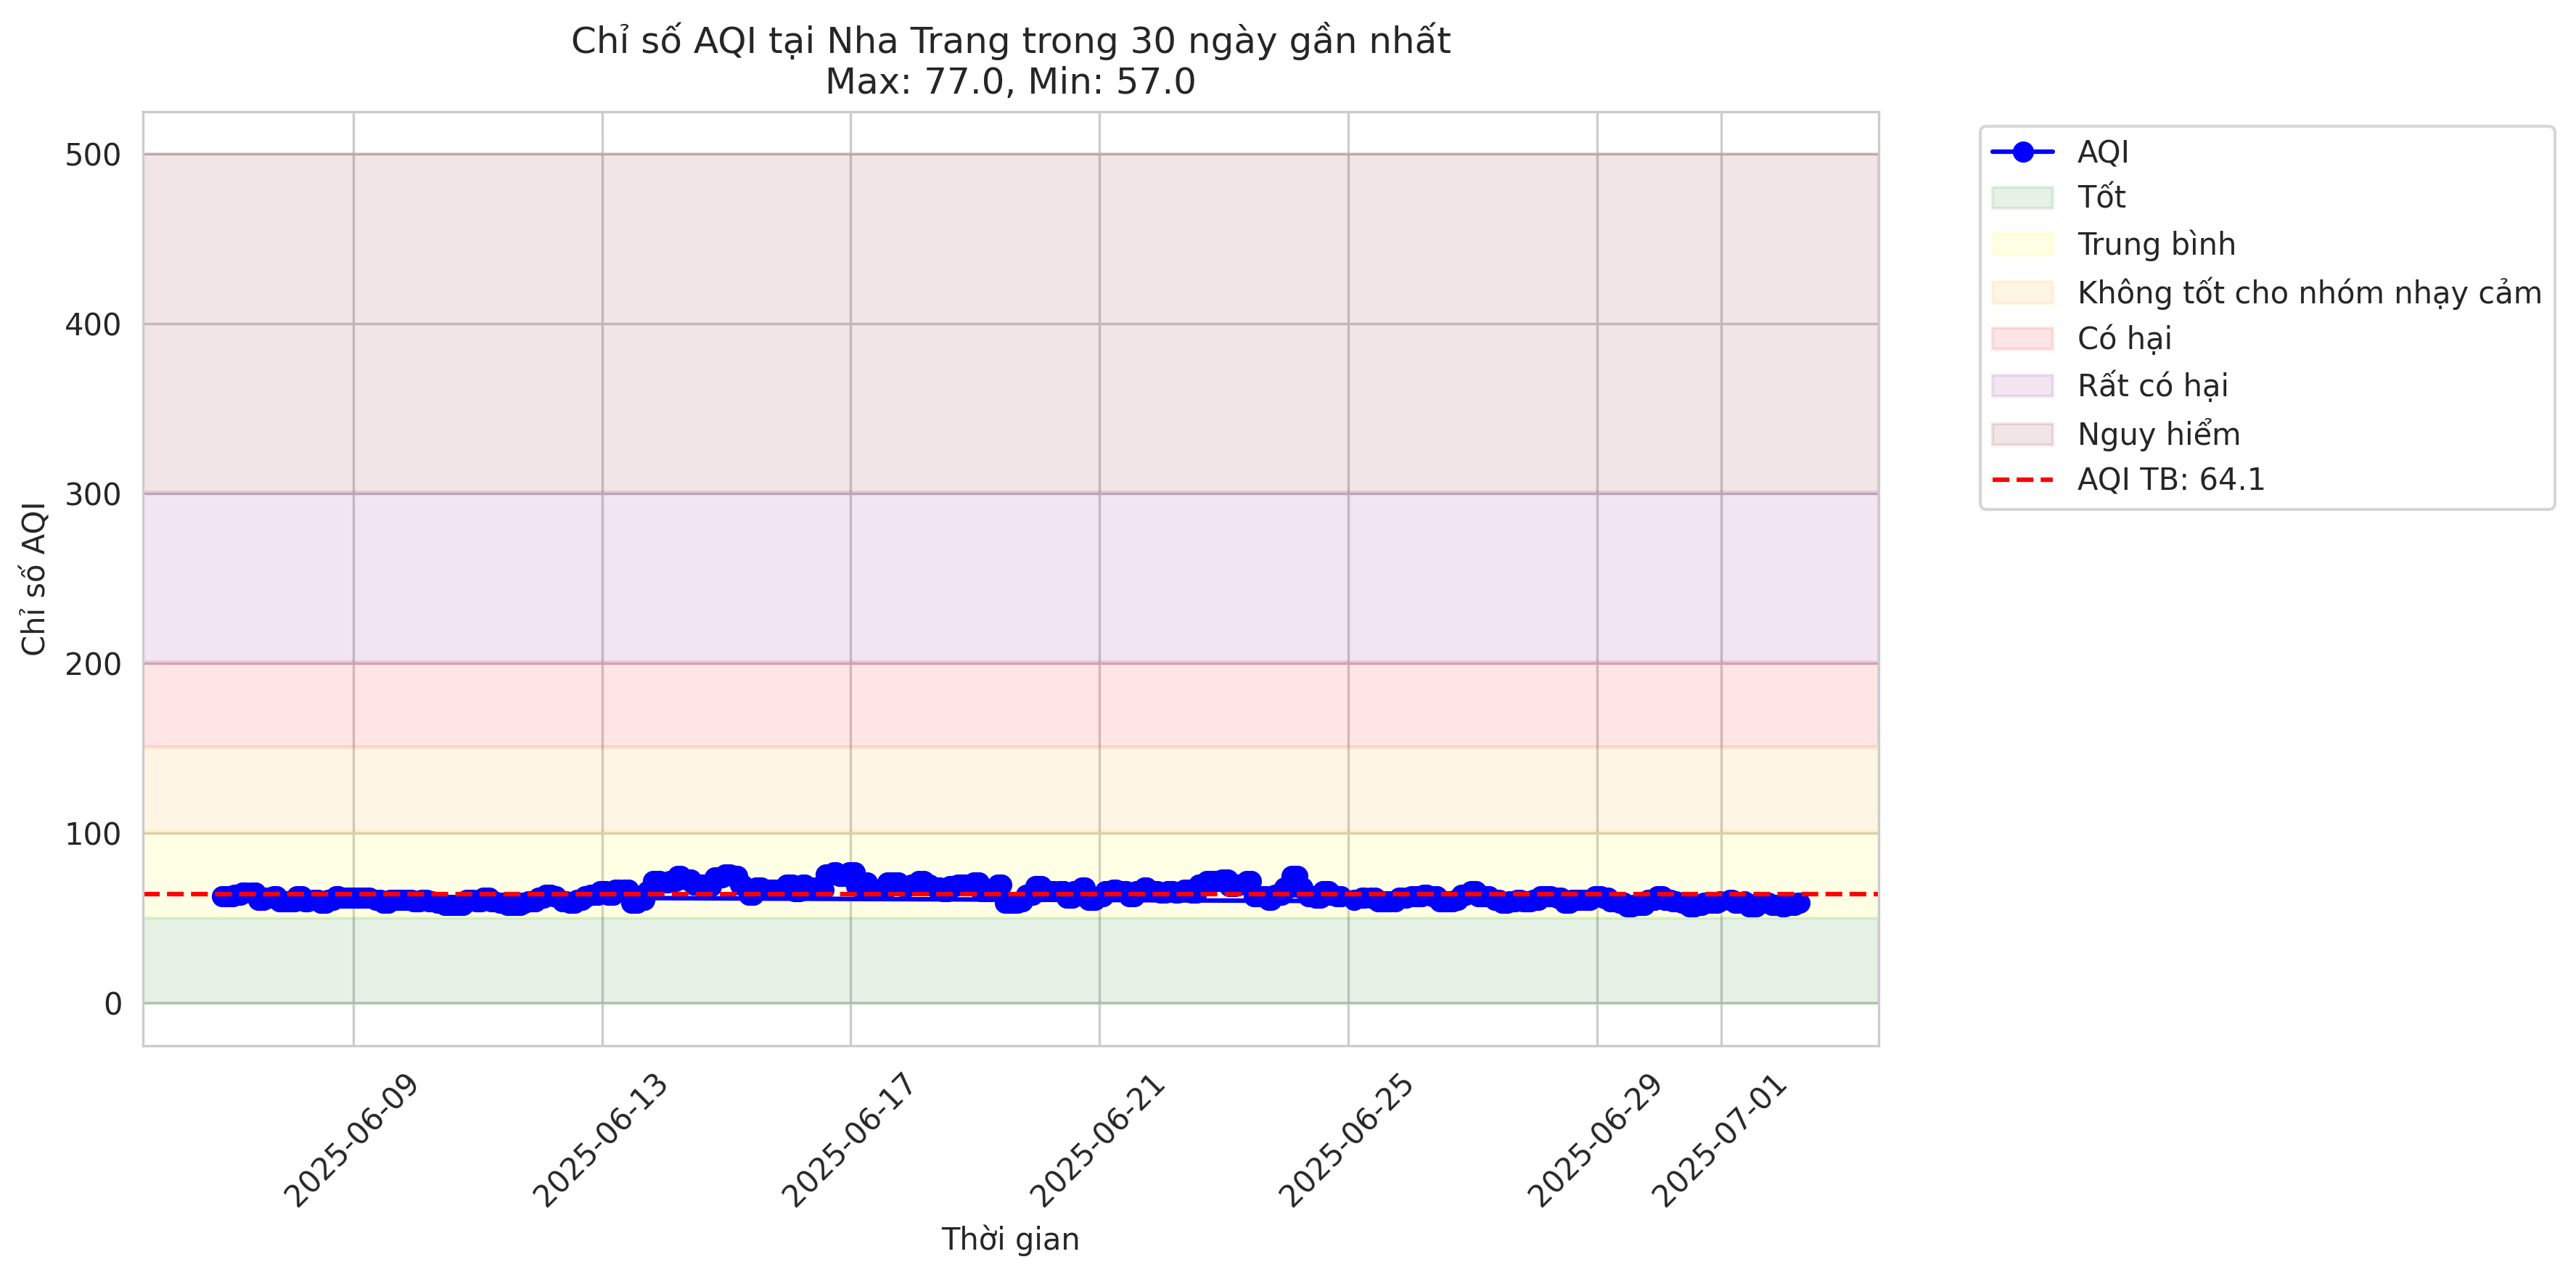 Chỉ số AQI tại Nha Trang trong 30 ngày gần nhất
Max: 77.0, Min: 57.0
Chỉ số AQI
500
400
300
200
100
0
2025-06-09
2025-06-13
2025-06-17
2025-06-21
2025-06-25
2025-06-29
2025-07-01
Thời gian
AQI
Tốt
Trung bình
Không tốt cho nhóm nhạy cảm
Có hại
Rất có hại
Nguy hiểm
AQI TB: 64.1